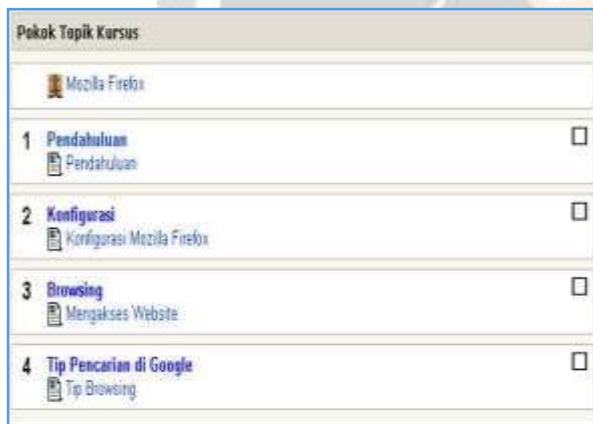 Pokok Topik Kursus
Mozilla Firefox
1 Pendahuluan
Pendahuluan
2 Konfigurasi
Konfigurasi Mozilla Firefox
3 Browsing
Mengakses Website
4 Tip Pencarian di Google
Tip Browsing